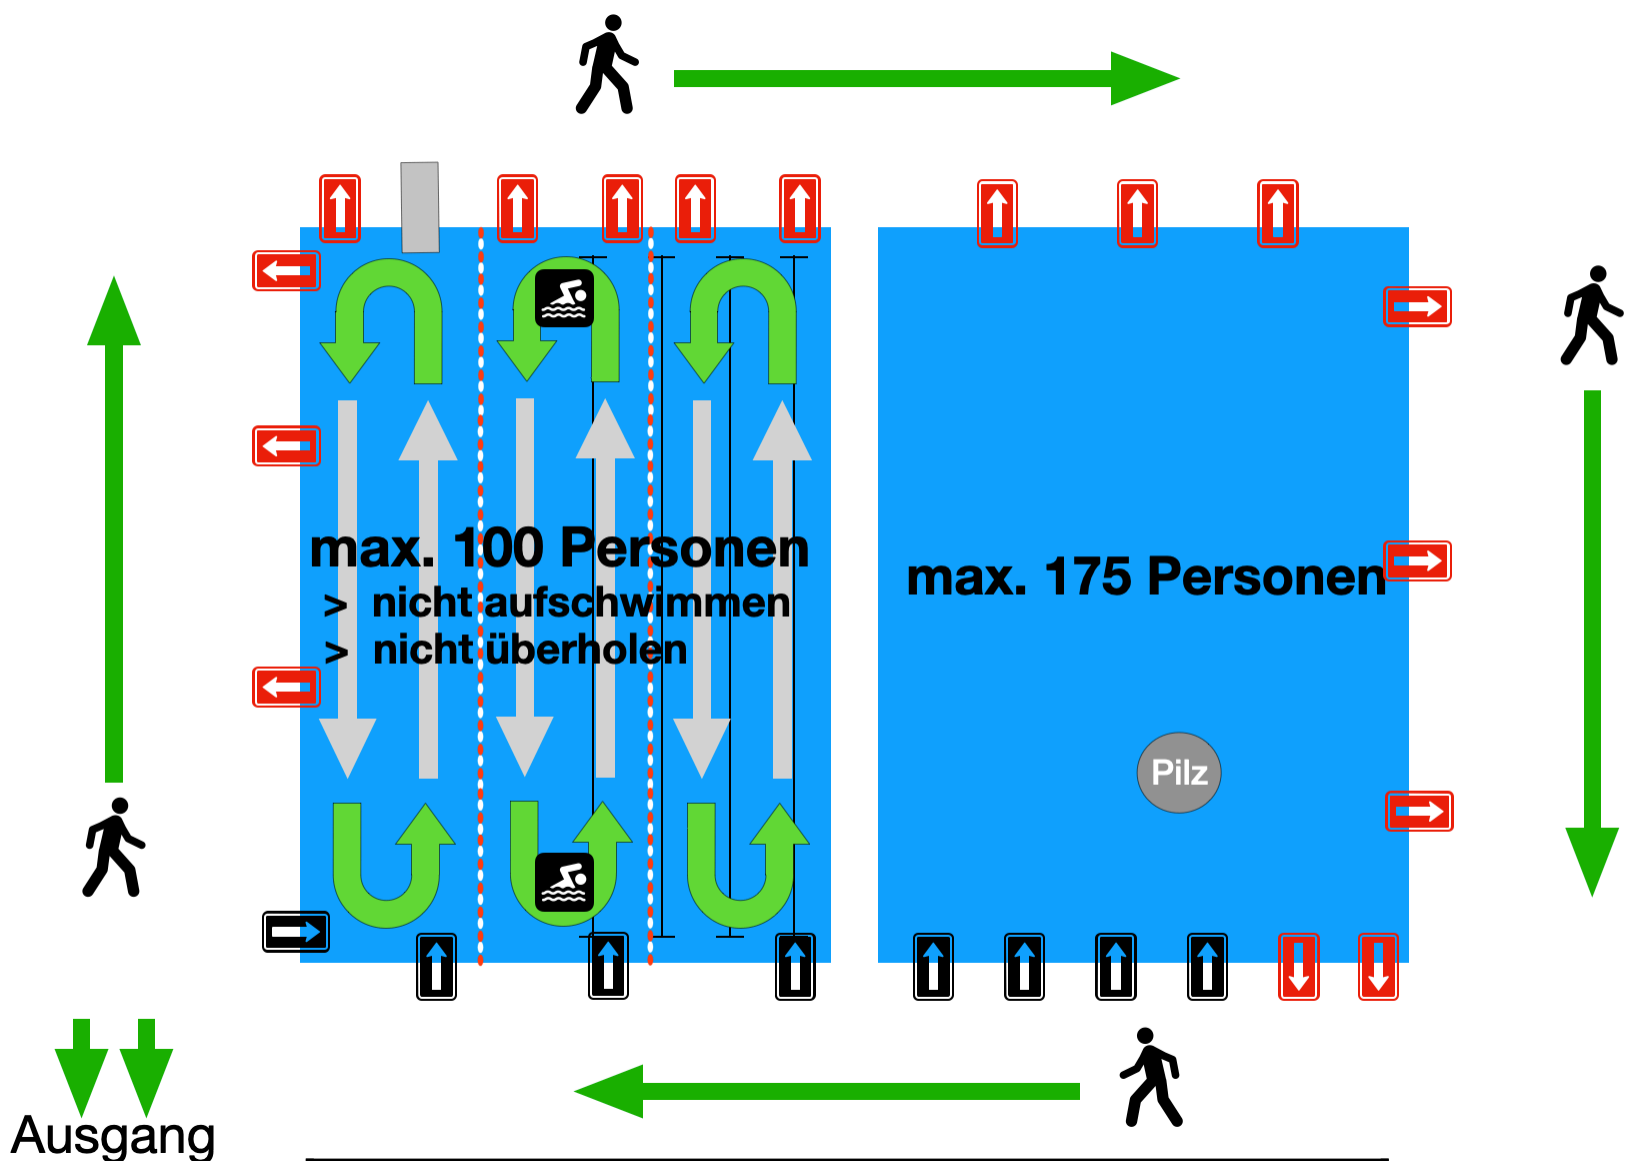 max. 100 Personen
> nicht aufschwimmen
> nicht überholen
max. 175 Personen
Pilz
Ausgang